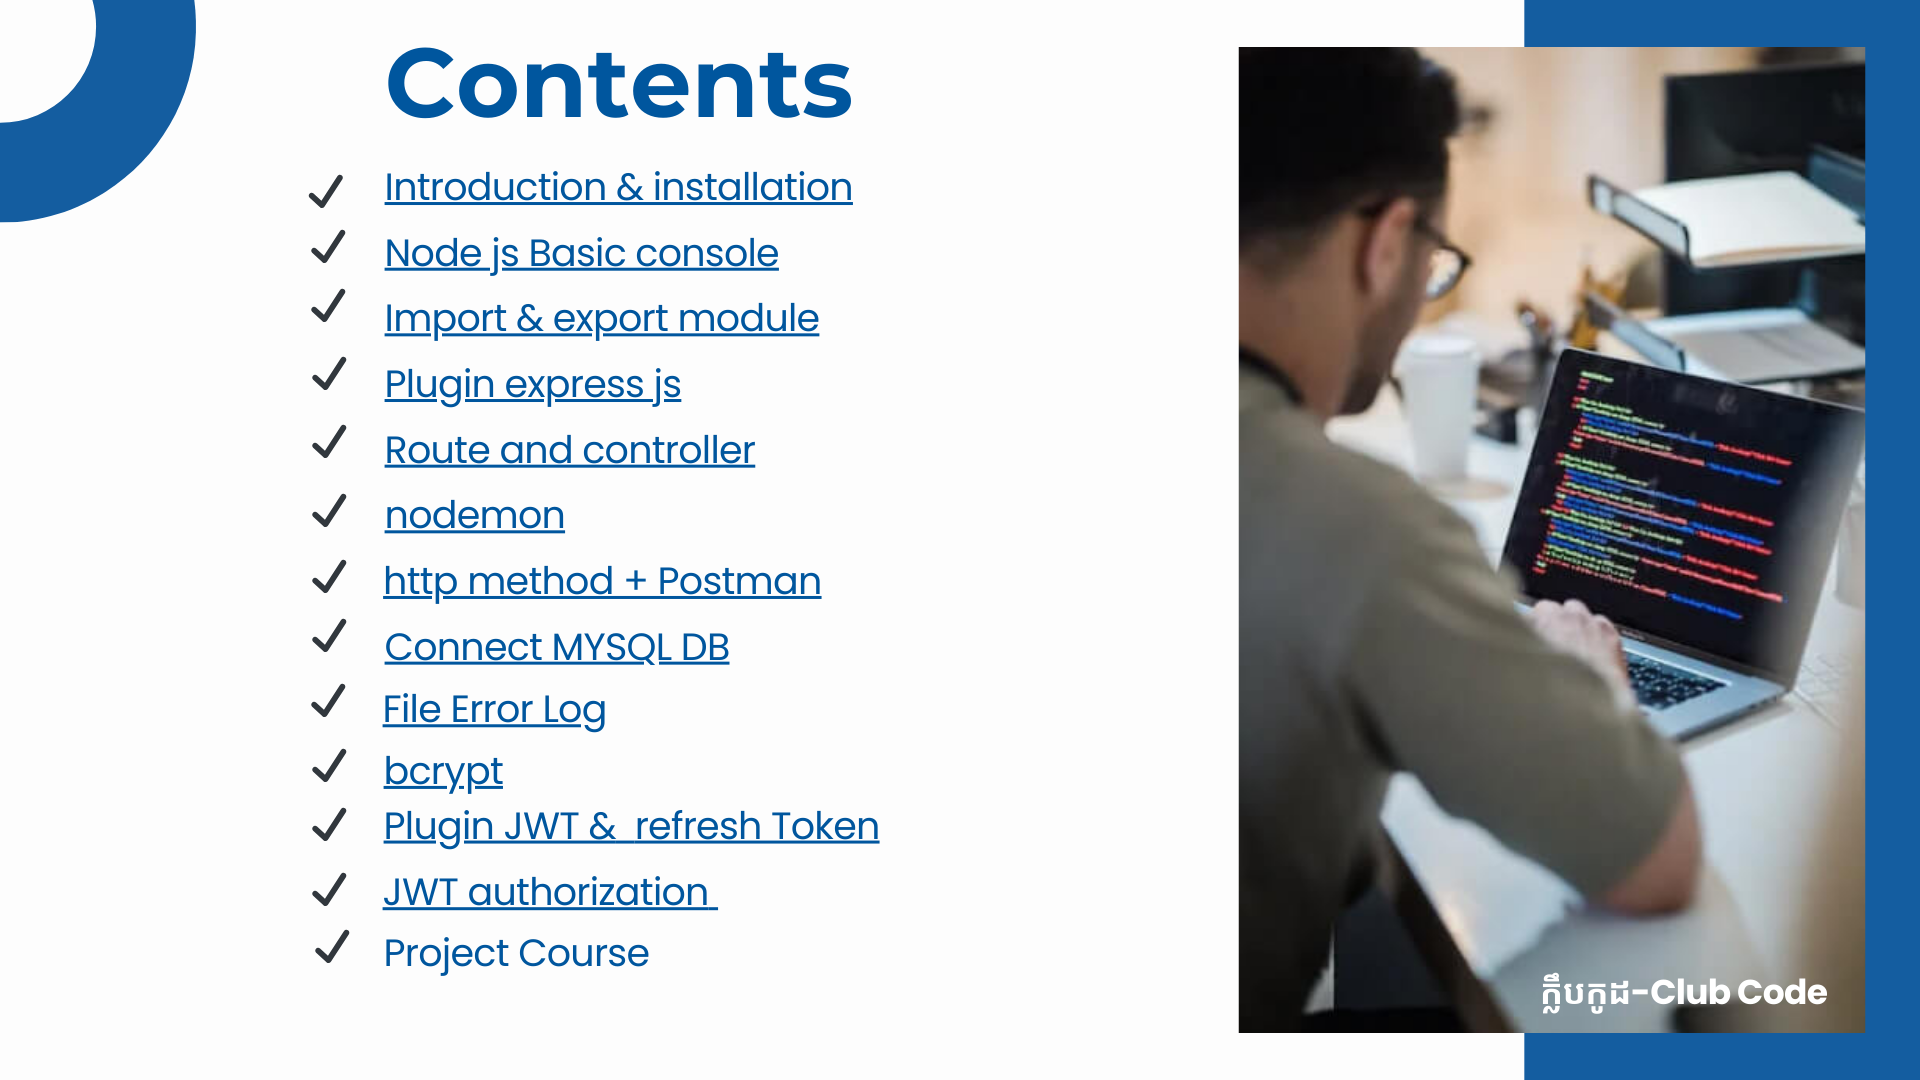 Contents
Introduction & installation
Node js Basic console
Import & export module
Plugin express js
Route and controller
nodemon
http method + Postman
Connect MYSQL DB
File Error Log
bcrypt
Plugin JWT &  refresh Token
JWT authorization
Project Course
ក្លឹបកូដ-Club Code